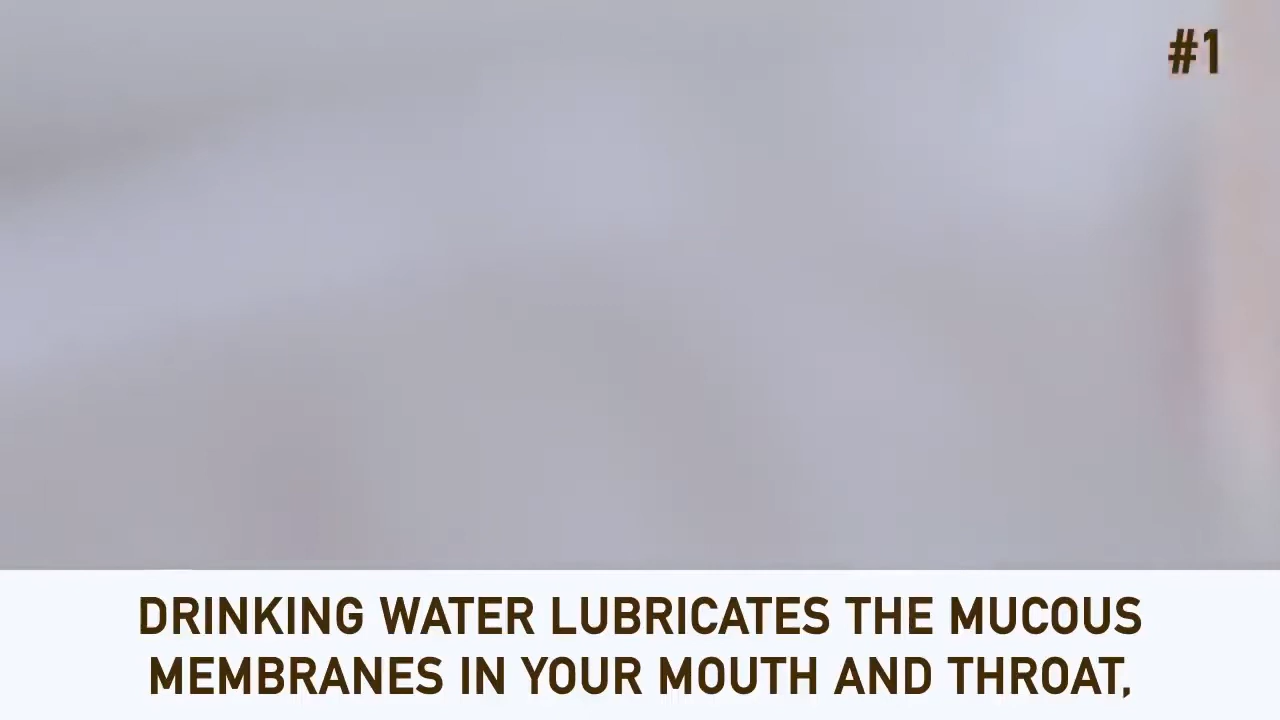 #1
DRINKING WATER LUBRICATES THE MUCOUS
MEMBRANES IN YOUR MOUTH AND THROAT,